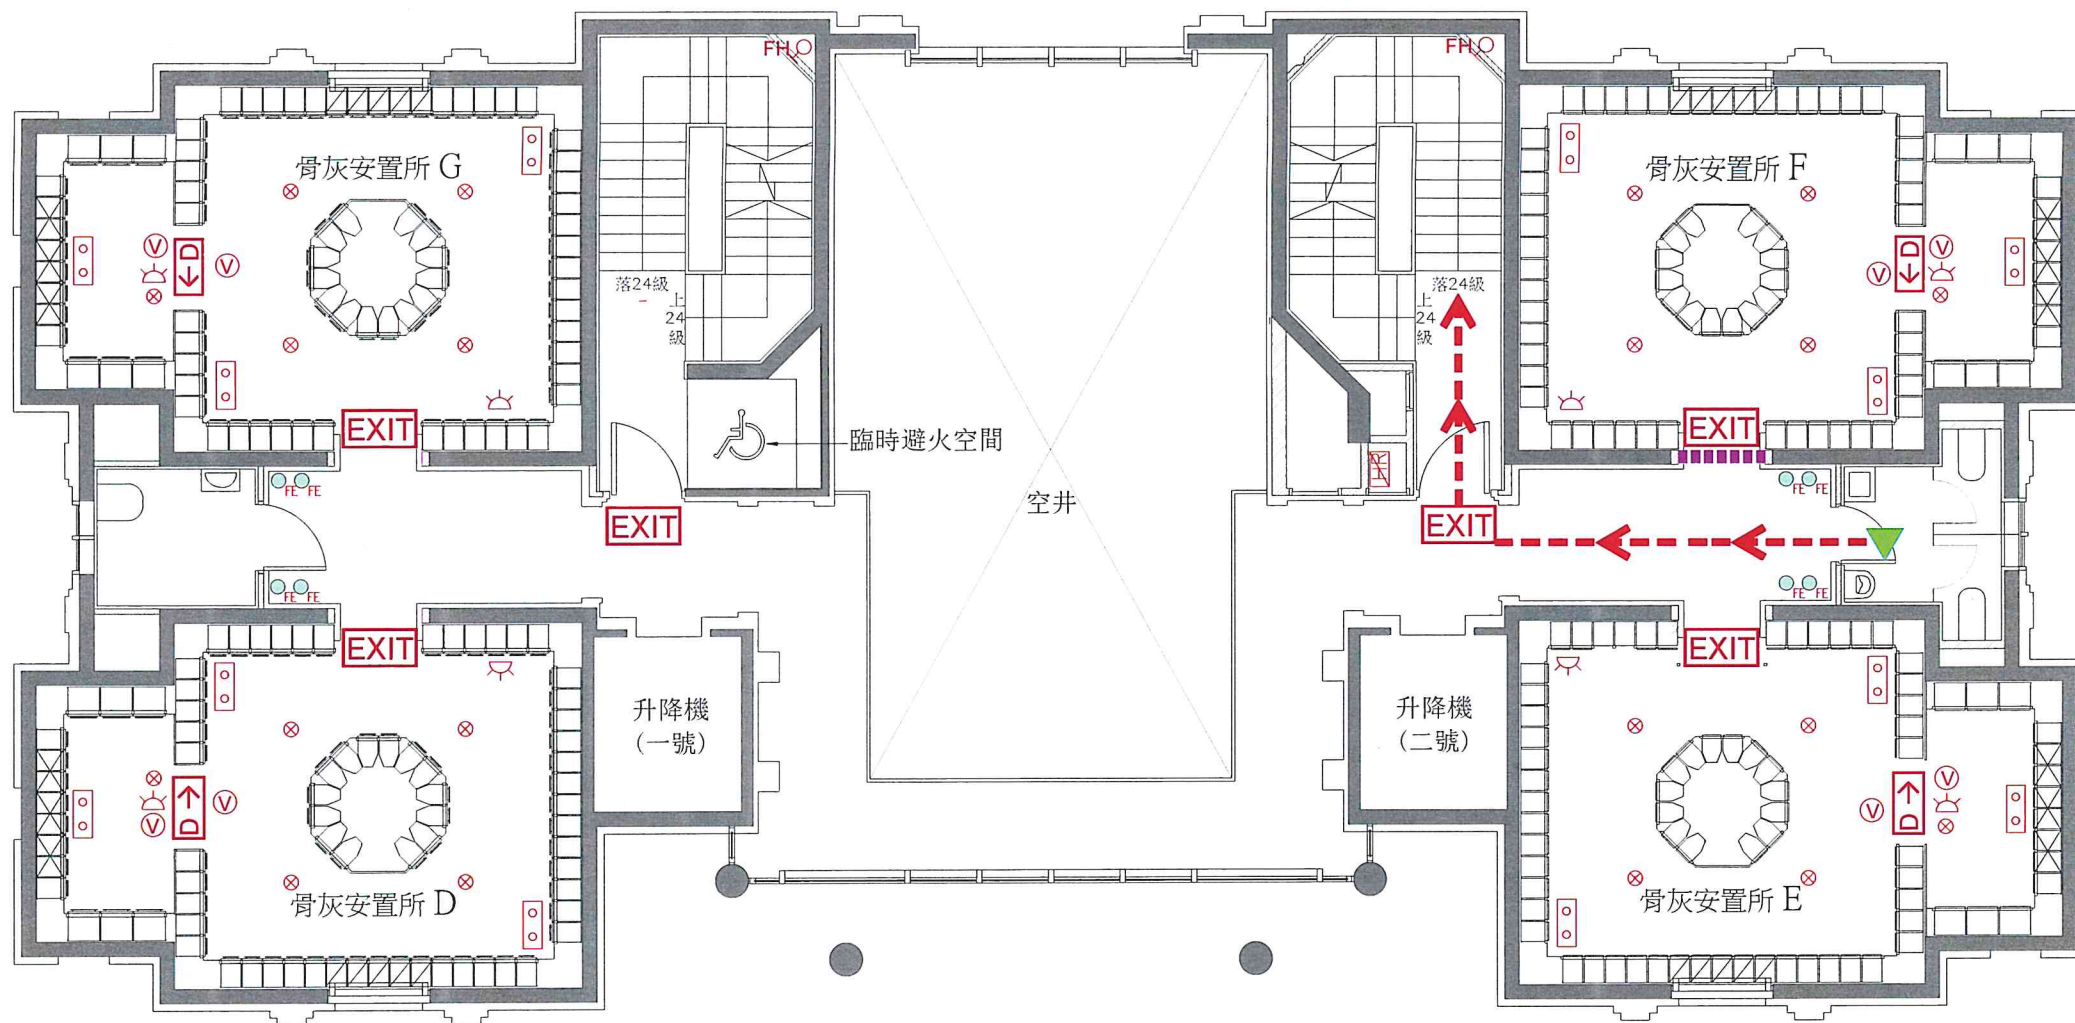 FH
FH
骨灰安置所 G
骨灰安置所 F
V
V
D
V
D
V
落24級
上
24
級
落24級
上
24
級
EXIT
EXIT
臨時避火空間
HR
FE FE
EXIT
空井
EXIT
FE FE
FE FE
FE FE
EXIT
EXIT
升降機
(一號)
升降機
(二號)
D
V
V
V
D
V
骨灰安置所 D
骨灰安置所 E